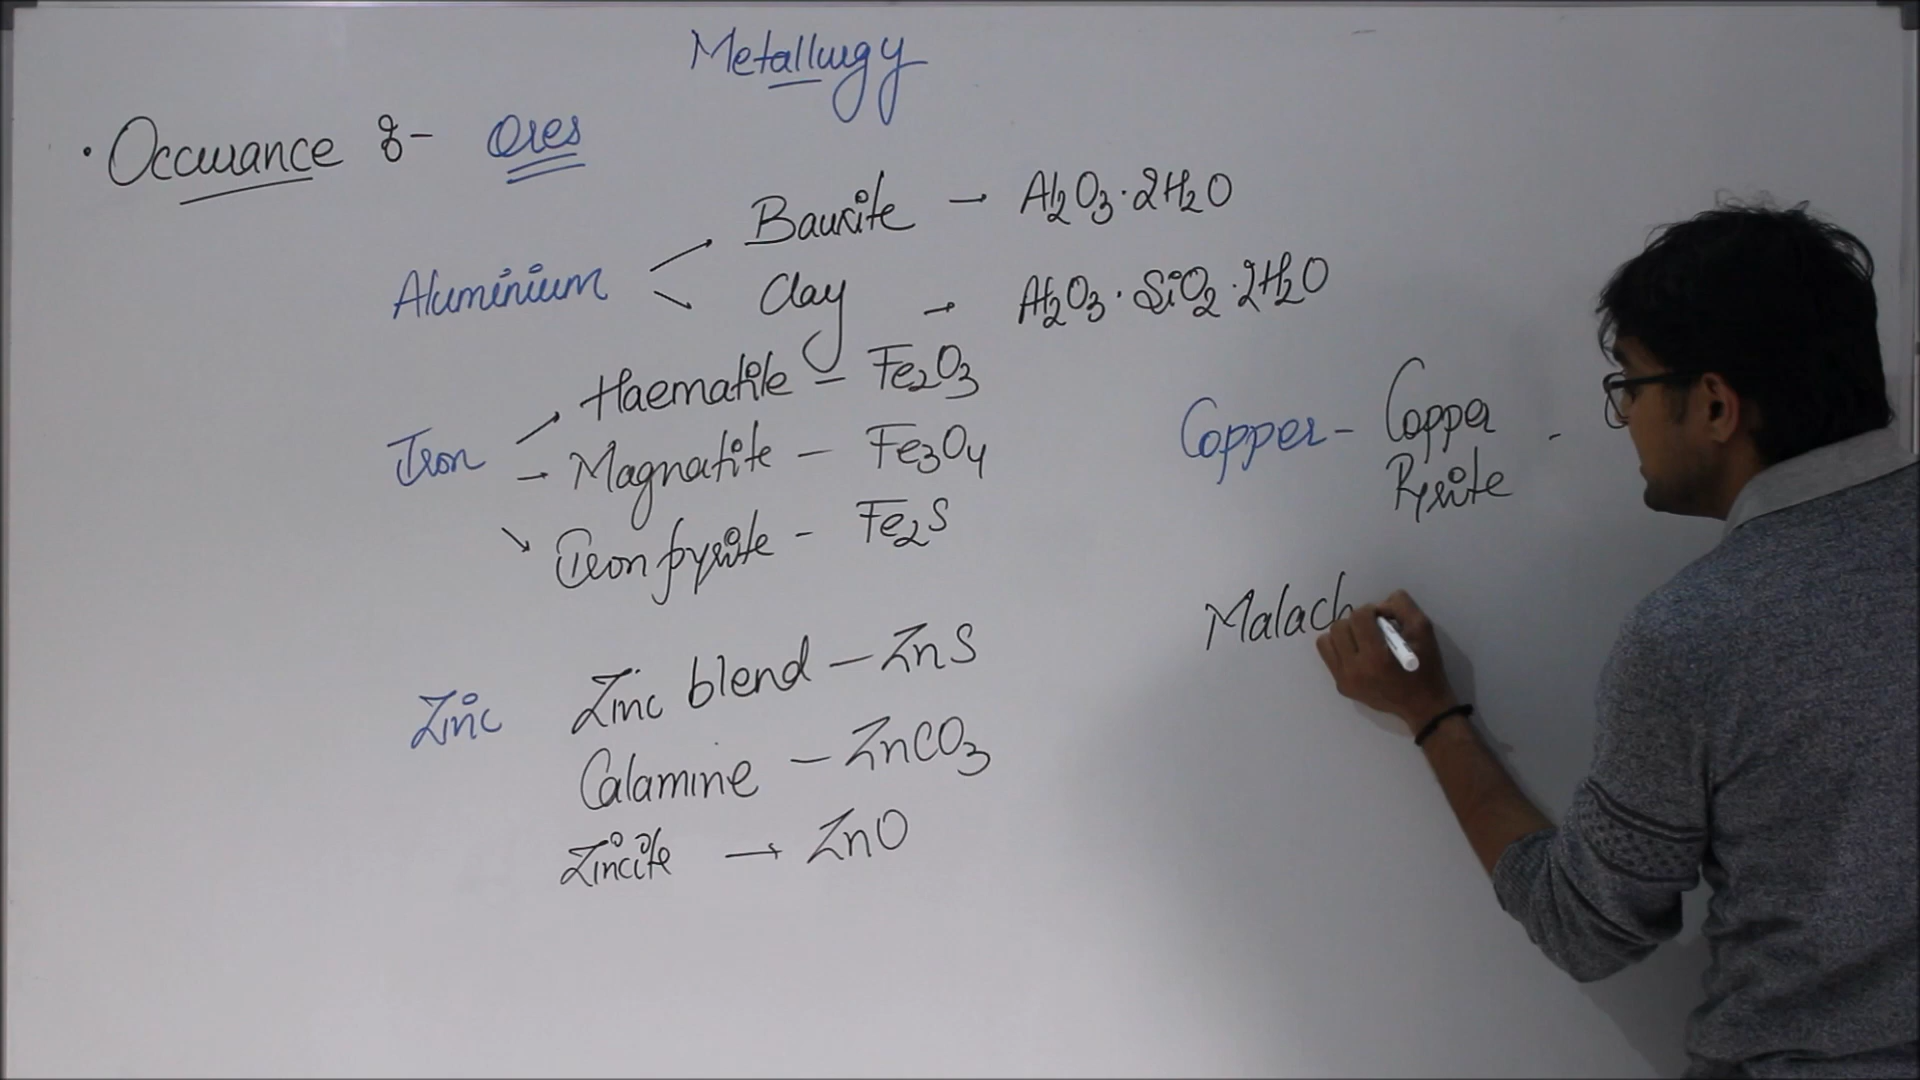 Metallurgy
• Occurance :- Ores
Aluminium
Bauxite → Al2O3·2H2O
Clay → Al2O3·SiO2·2H2O
Iron
Haematite – Fe2O3
Magnatite – Fe3O4
Iron pyrite – Fe2S
Zinc
Zinc blend – ZnS
Calamine – ZnCO3
Zincite → ZnO
Copper – Copper Pyrite -
Malach